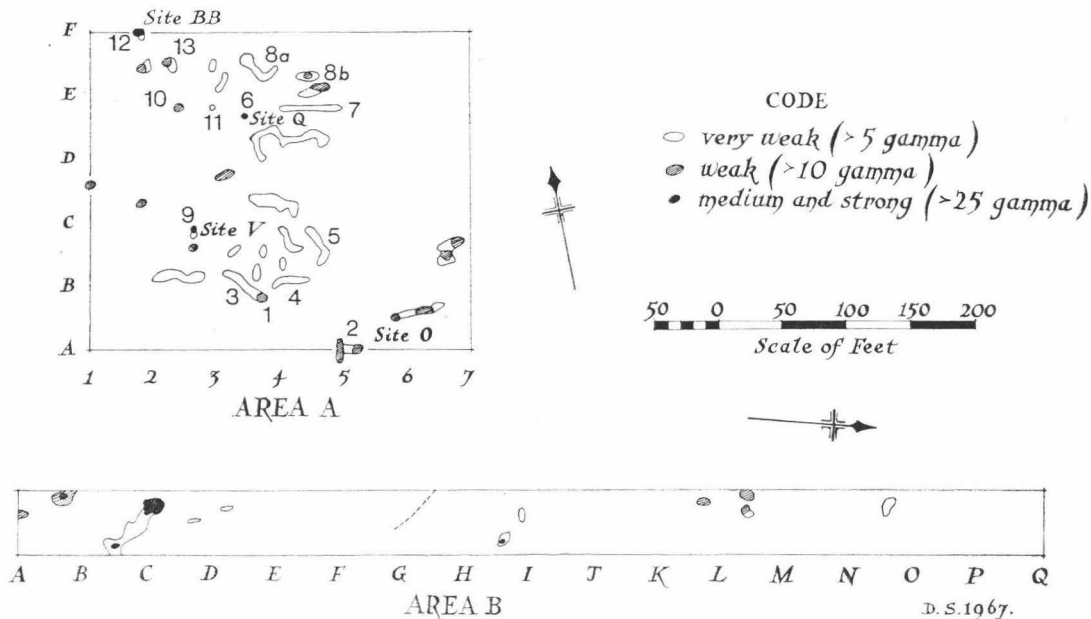 F Site BB
12 13 8a
8b
E
10 11 6 7
Site Q
D
C 9
Site V 5
B 3 4
1
2 Site O
A
1 2 3 4 5 6 7
AREA A
CODE
very weak (>5 gamma)
weak (>10 gamma)
medium and strong (>25 gamma)
50 0 50 100 150 200
Scale of Feet
A B C D E F G H I J K L M N O P Q
AREA B
D.S.1967.